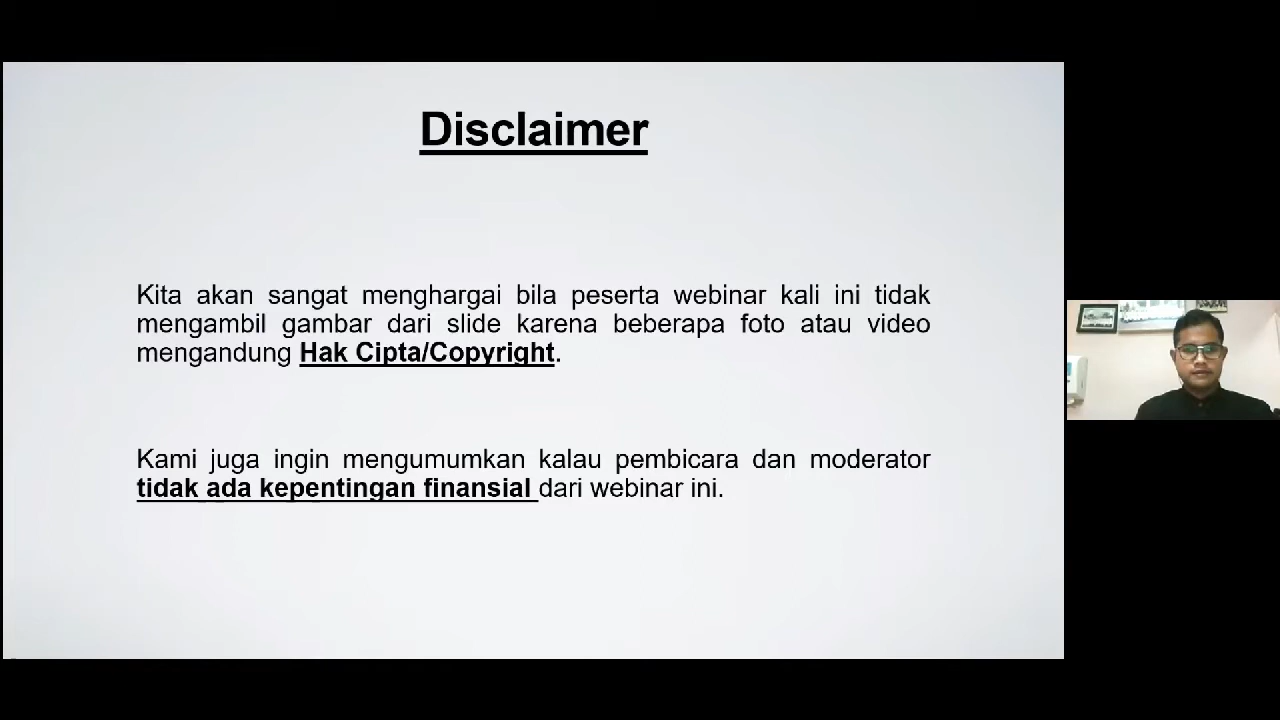 Disclaimer
Kita akan sangat menghargai bila peserta webinar kali ini tidak
mengambil gambar dari slide karena beberapa foto atau video
mengandung Hak Cipta/Copyright.
Kami juga ingin mengumumkan kalau pembicara dan moderator
tidak ada kepentingan finansial dari webinar ini.